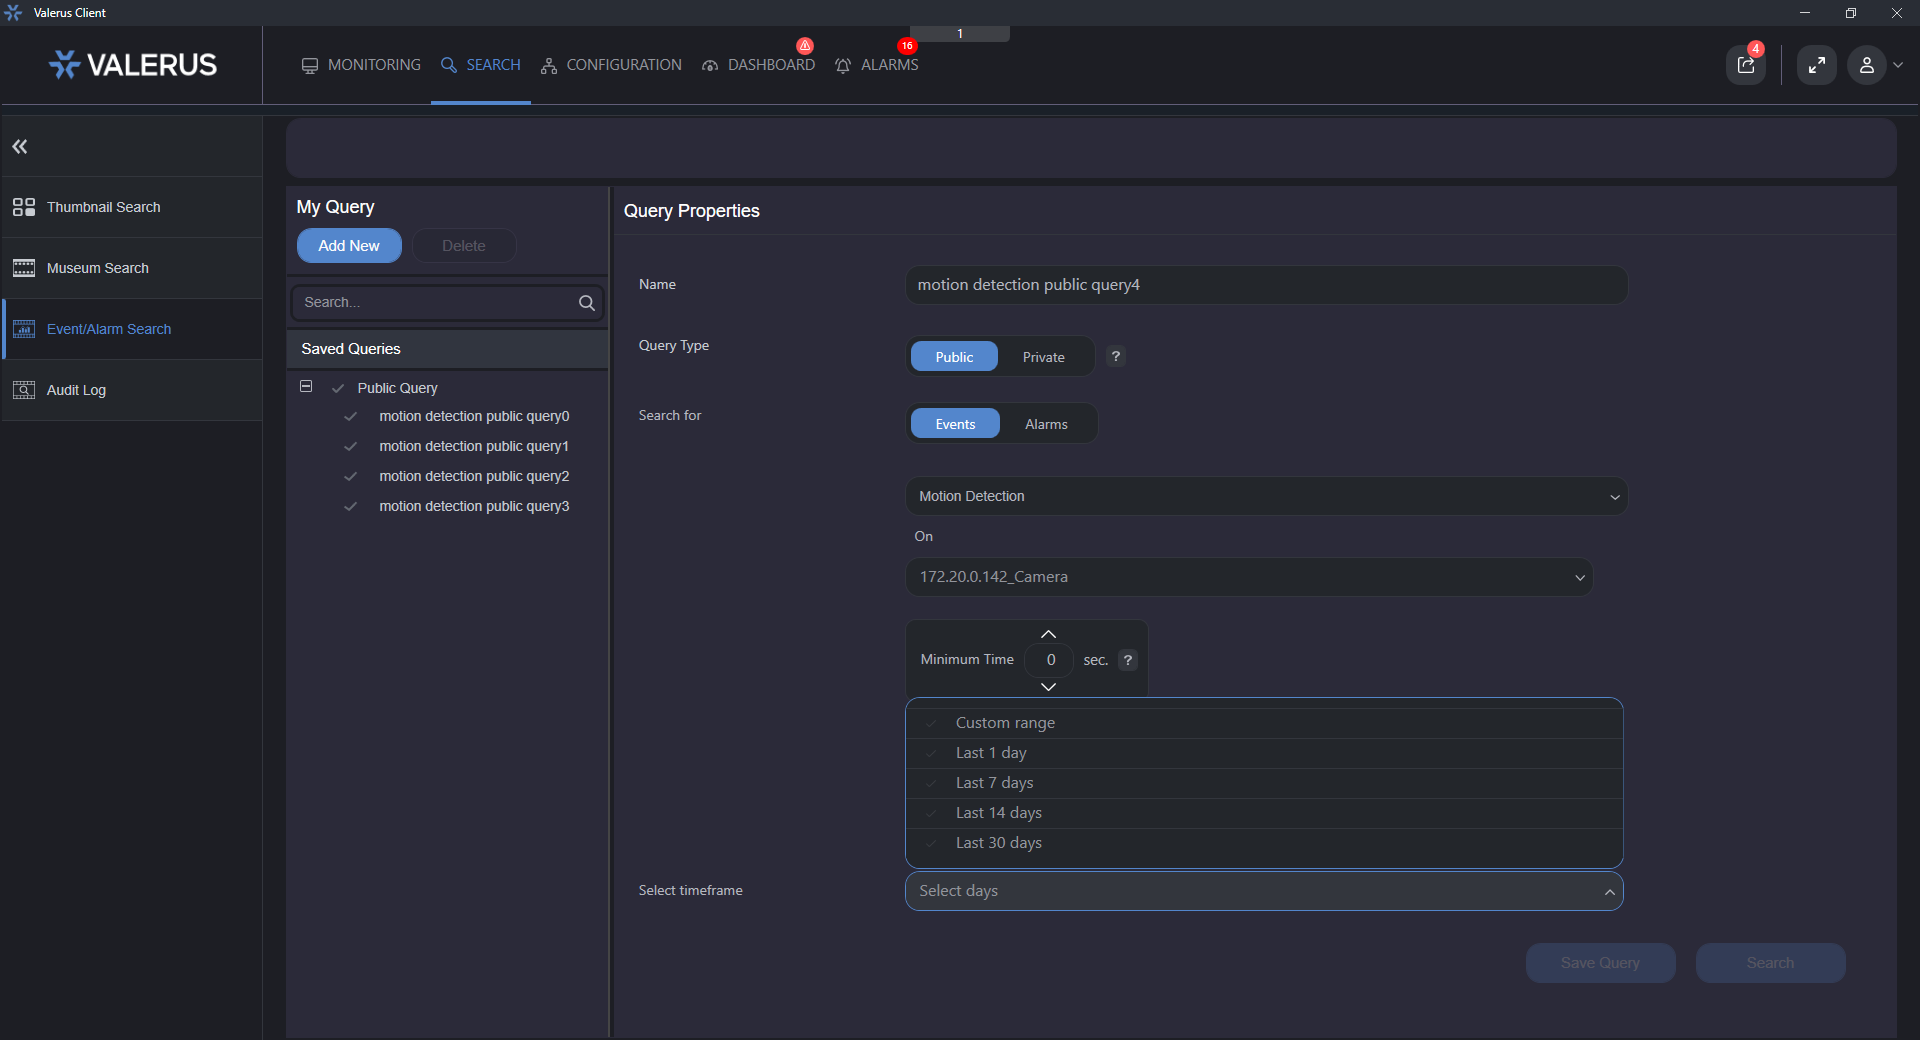 Valerus Client
1
VALERUS
MONITORING
SEARCH
CONFIGURATION
DASHBOARD
16
ALARMS
4
Thumbnail Search
Museum Search
Event/Alarm Search
Audit Log
My Query
Add New
Delete
Search...
Saved Queries
Public Query
motion detection public query0
motion detection public query1
motion detection public query2
motion detection public query3
Query Properties
Name
motion detection public query4
Query Type
Public
Private
?
Search for
Events
Alarms
Motion Detection
On
172.20.0.142_Camera
Minimum Time
0
sec.
?
Custom range
Last 1 day
Last 7 days
Last 14 days
Last 30 days
Select timeframe
Select days
Save Query
Search